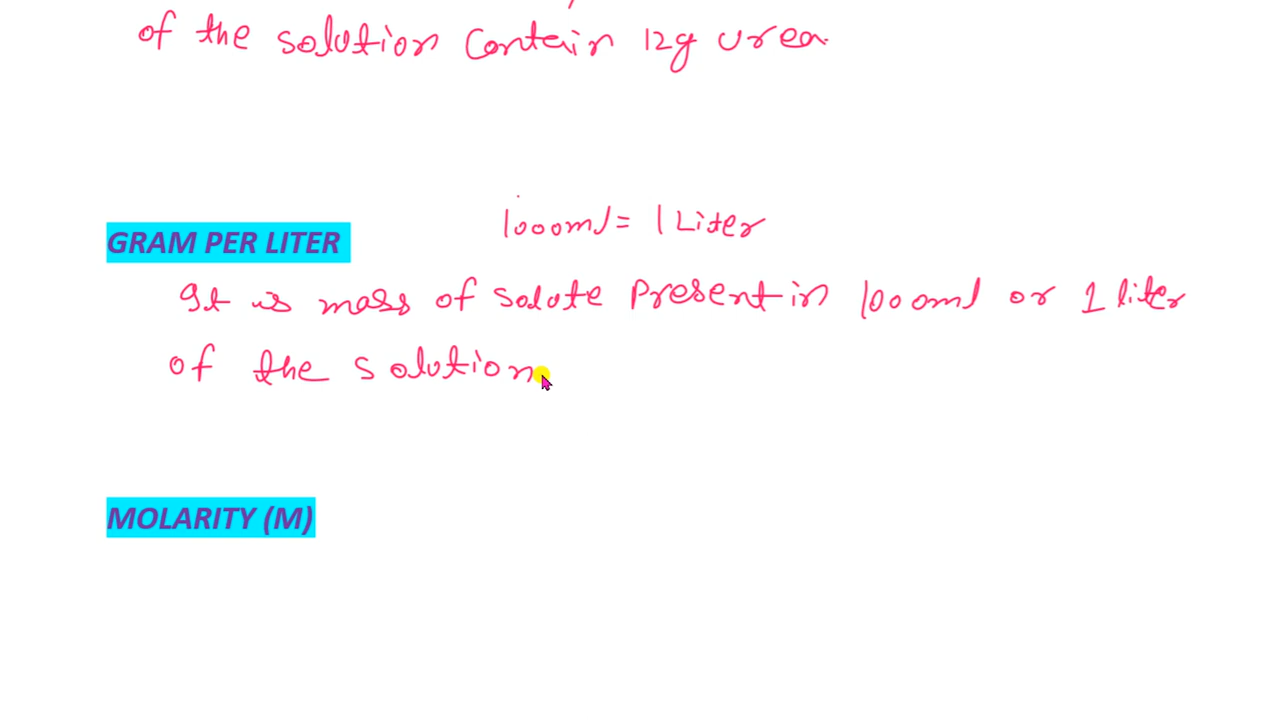 of the solution contain 12g urea.
1000ml = 1 Liter
GRAM PER LITER
It is mass of solute present in 1000ml or 1 liter
of the solution
MOLARITY (M)